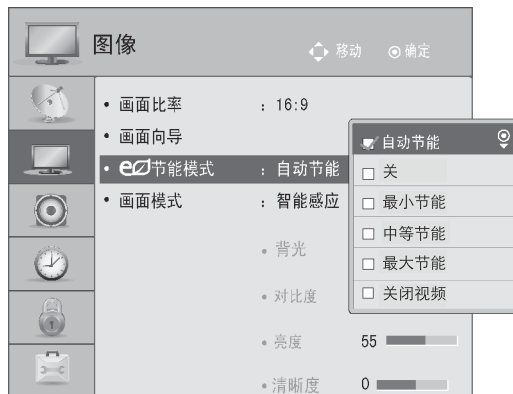 图像
移动 确定
• 画面比率 : 16:9
• 画面向导
• eco节能模式 : 自动节能
• 画面模式 : 智能感应
• 背光
• 对比度
• 亮度 55
• 清晰度 0
自动节能
关
最小节能
中等节能
最大节能
关闭视频